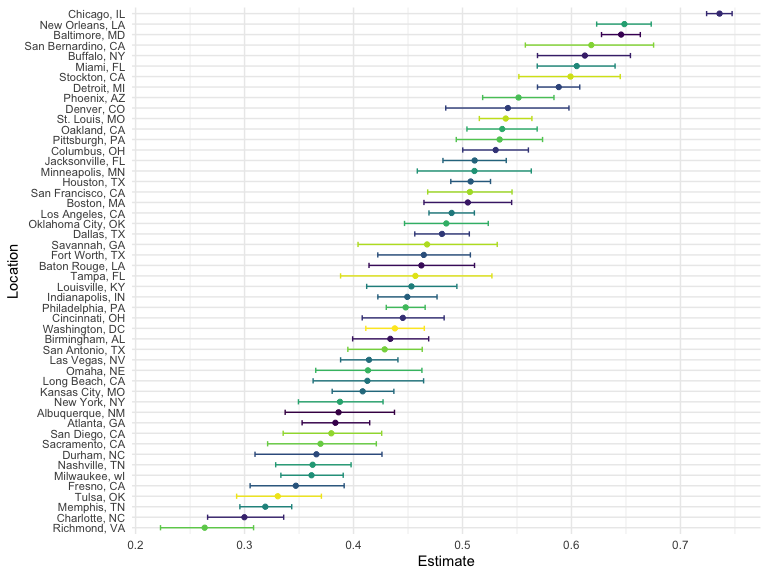 Chicago, IL
New Orleans, LA
Baltimore, MD
San Bernardino, CA
Buffalo, NY
Miami, FL
Stockton, CA
Detroit, MI
Phoenix, AZ
Denver, CO
St. Louis, MO
Oakland, CA
Pittsburgh, PA
Columbus, OH
Jacksonville, FL
Minneapolis, MN
Houston, TX
San Francisco, CA
Boston, MA
Los Angeles, CA
Oklahoma City, OK
Dallas, TX
Savannah, GA
Fort Worth, TX
Baton Rouge, LA
Tampa, FL
Louisville, KY
Indianapolis, IN
Philadelphia, PA
Cincinnati, OH
Washington, DC
Birmingham, AL
San Antonio, TX
Las Vegas, NV
Omaha, NE
Long Beach, CA
Kansas City, MO
New York, NY
Albuquerque, NM
Atlanta, GA
San Diego, CA
Sacramento, CA
Durham, NC
Nashville, TN
Milwaukee, wI
Fresno, CA
Tulsa, OK
Memphis, TN
Charlotte, NC
Richmond, VA
Location
0.2 0.3 0.4 0.5 0.6 0.7
Estimate